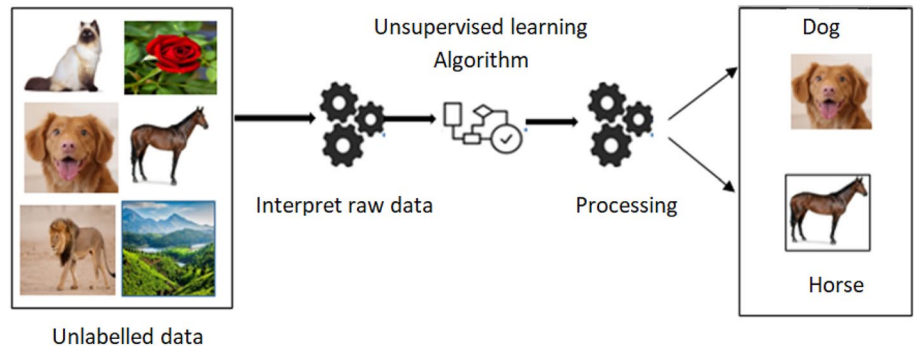 Unsupervised learning
Algorithm
Dog
Interpret raw data
Processing
Horse
Unlabelled data